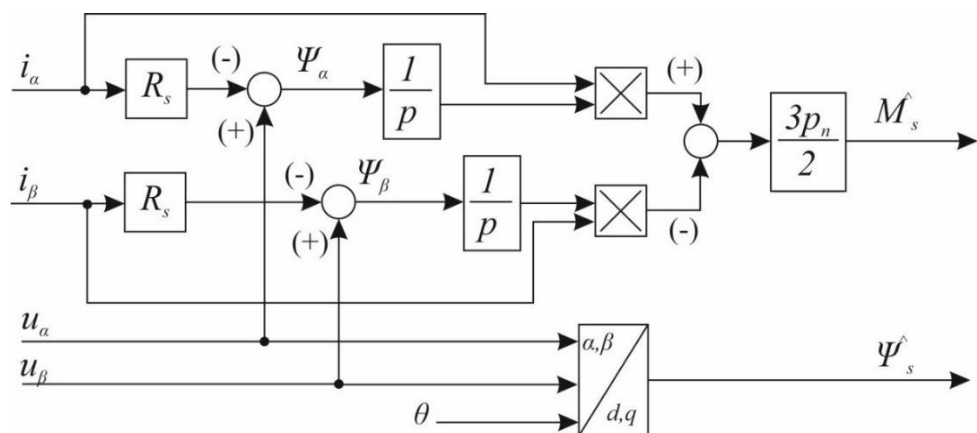 i_α
R_s
(-)
(+)
Ψ_α
1
p
(+)
3p_n
2
M̂_s
i_β
R_s
(-)
(+)
Ψ_β
1
p
(-)
u_α
u_β
θ
α,β
d,q
Ψ̂_s